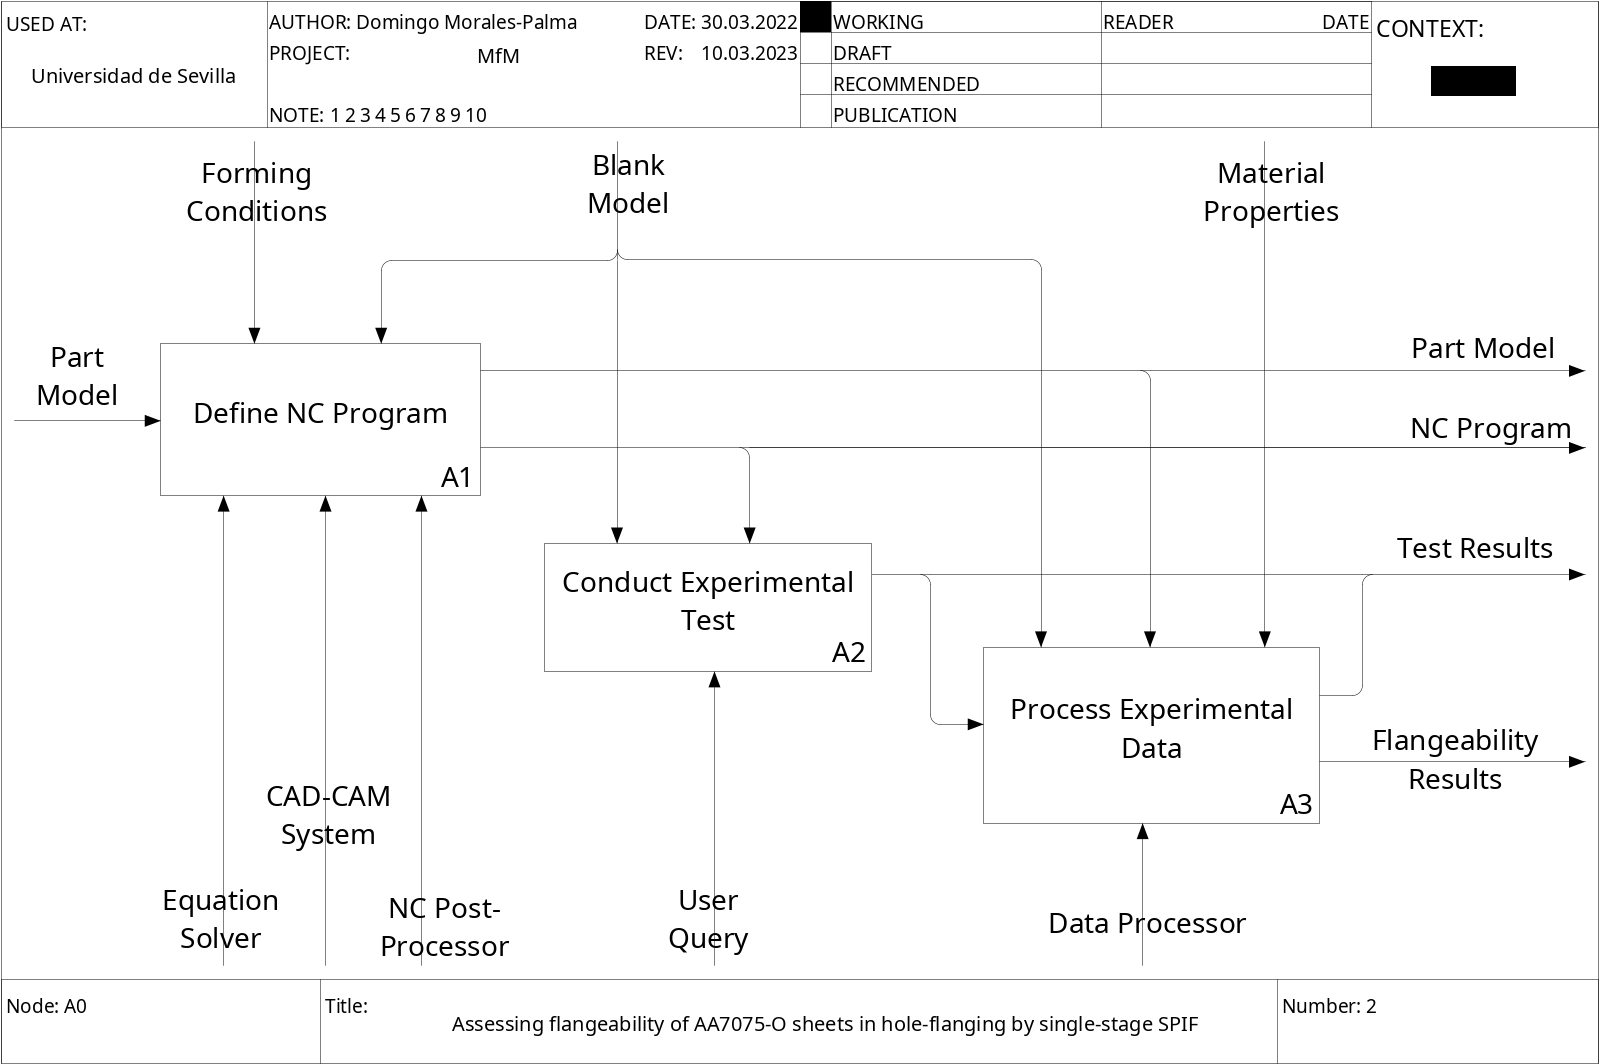 USED AT:
Universidad de Sevilla
AUTHOR: Domingo Morales-Palma
DATE: 30.03.2022
PROJECT:
MfM
REV: 10.03.2023
NOTE: 1 2 3 4 5 6 7 8 9 10
WORKING
DRAFT
RECOMMENDED
PUBLICATION
READER DATE
CONTEXT:
Forming
Conditions
Blank
Model
Material
Properties
Part
Model
Define NC Program
A1
Part Model
NC Program
Test Results
Conduct Experimental
Test
A2
Process Experimental
Data
A3
Flangeability
Results
CAD-CAM
System
Equation
Solver
NC Post-
Processor
User
Query
Data Processor
Node: A0
Title:
Assessing flangeability of AA7075-O sheets in hole-flanging by single-stage SPIF
Number: 2